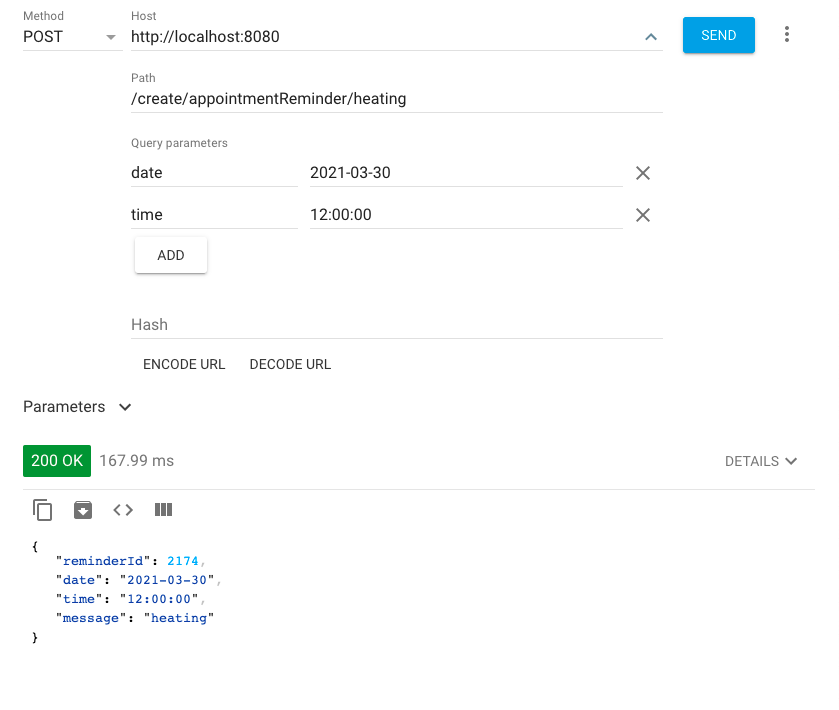 Method Host
POST http://localhost:8080 SEND
Path
/create/appointmentReminder/heating
Query parameters
date 2021-03-30
time 12:00:00
ADD
Hash
ENCODE URL DECODE URL
Parameters
200 OK 167.99 ms DETAILS
{
"reminderId": 2174,
"date": "2021-03-30",
"time": "12:00:00",
"message": "heating"
}